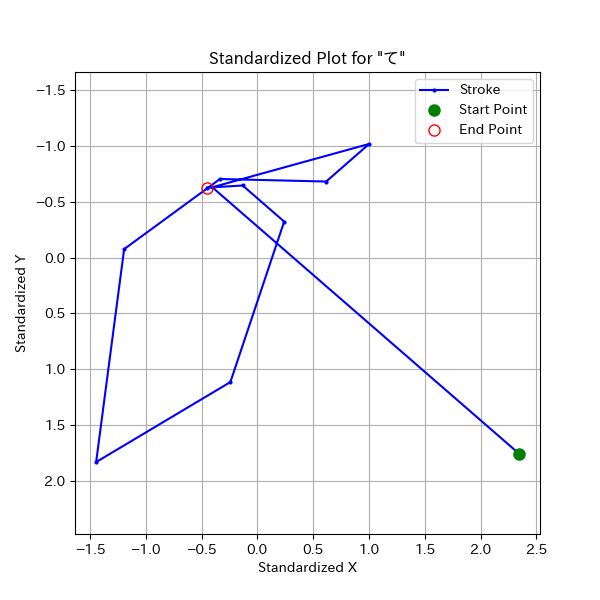 Standardized Plot for "て"
Stroke
Start Point
End Point
Standardized Y
−1.5
−1.0
−0.5
0.0
0.5
1.0
1.5
2.0
−1.5 −1.0 −0.5 0.0 0.5 1.0 1.5 2.0 2.5
Standardized X